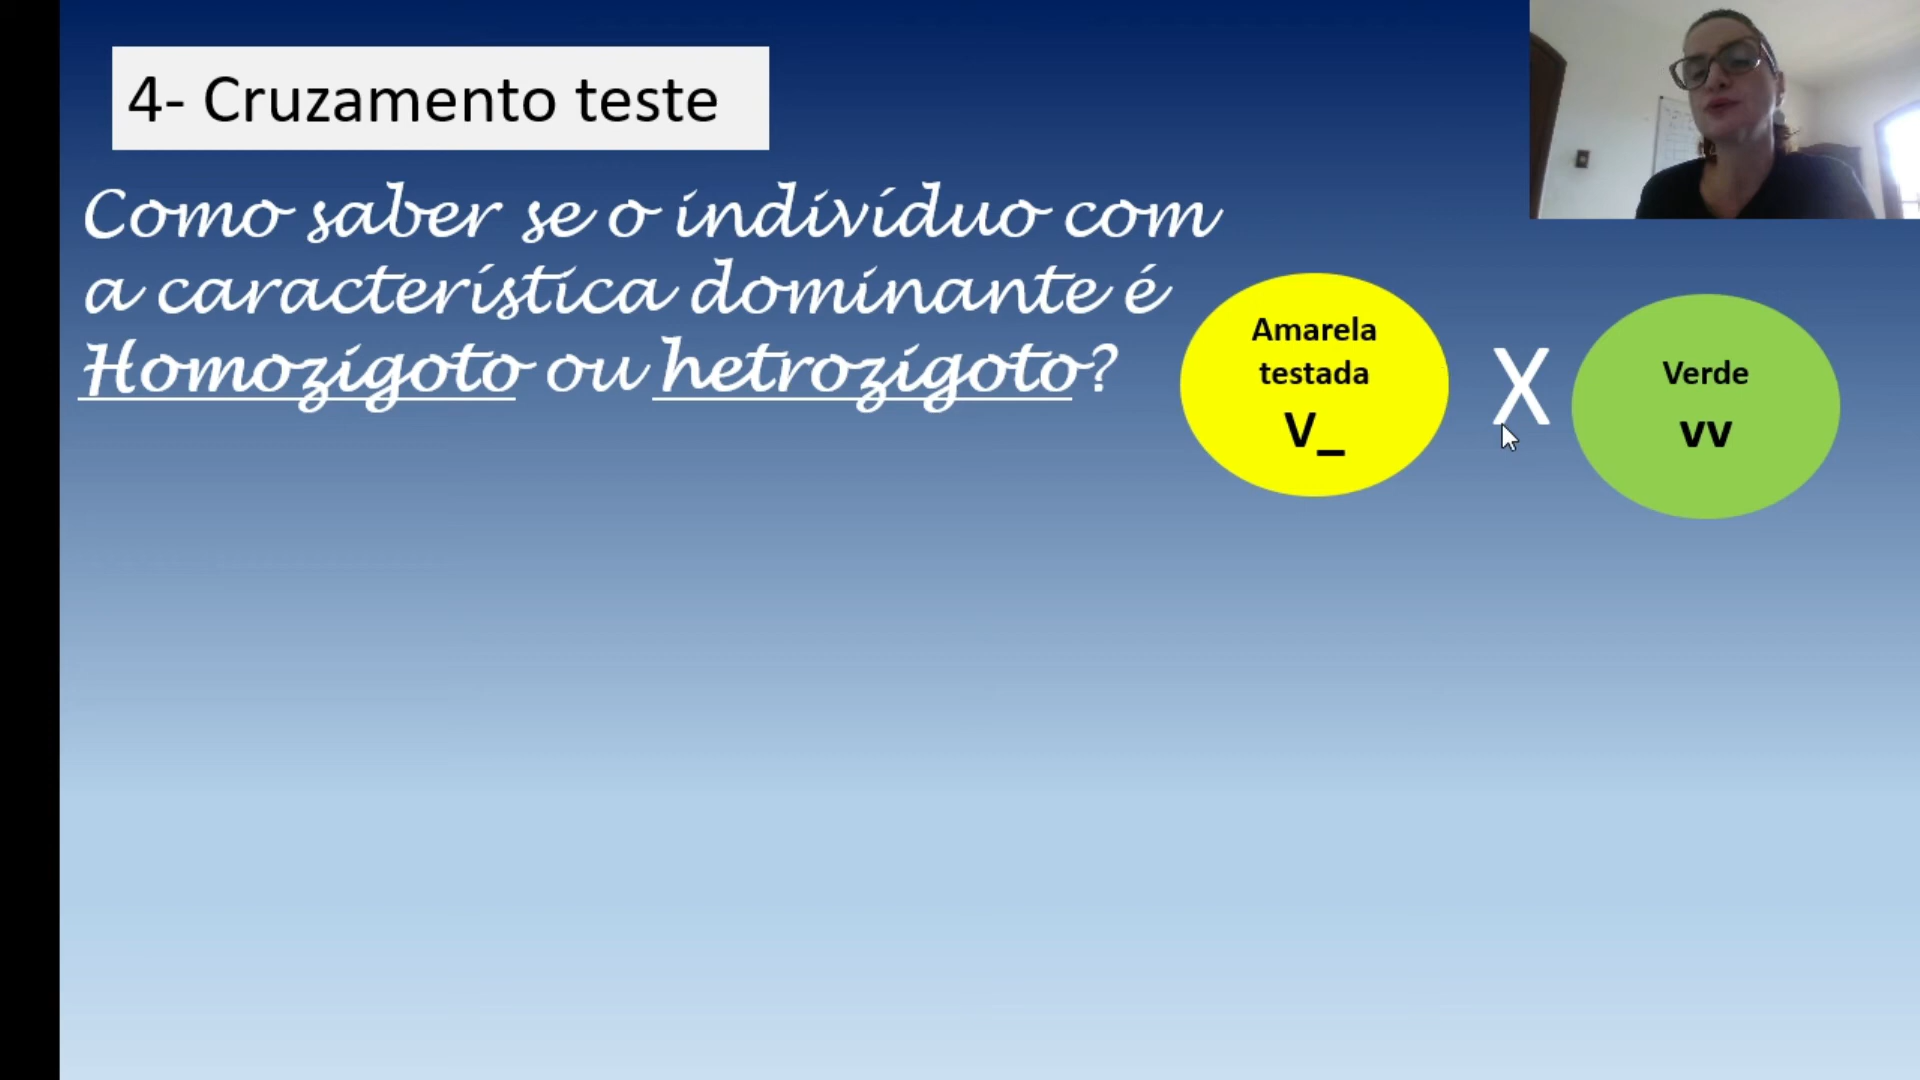 4- Cruzamento teste
Como saber se o indivíduo com
a característica dominante é
Homozigoto ou hetrozigoto?
Amarela
testada
V_
X
Verde
vv